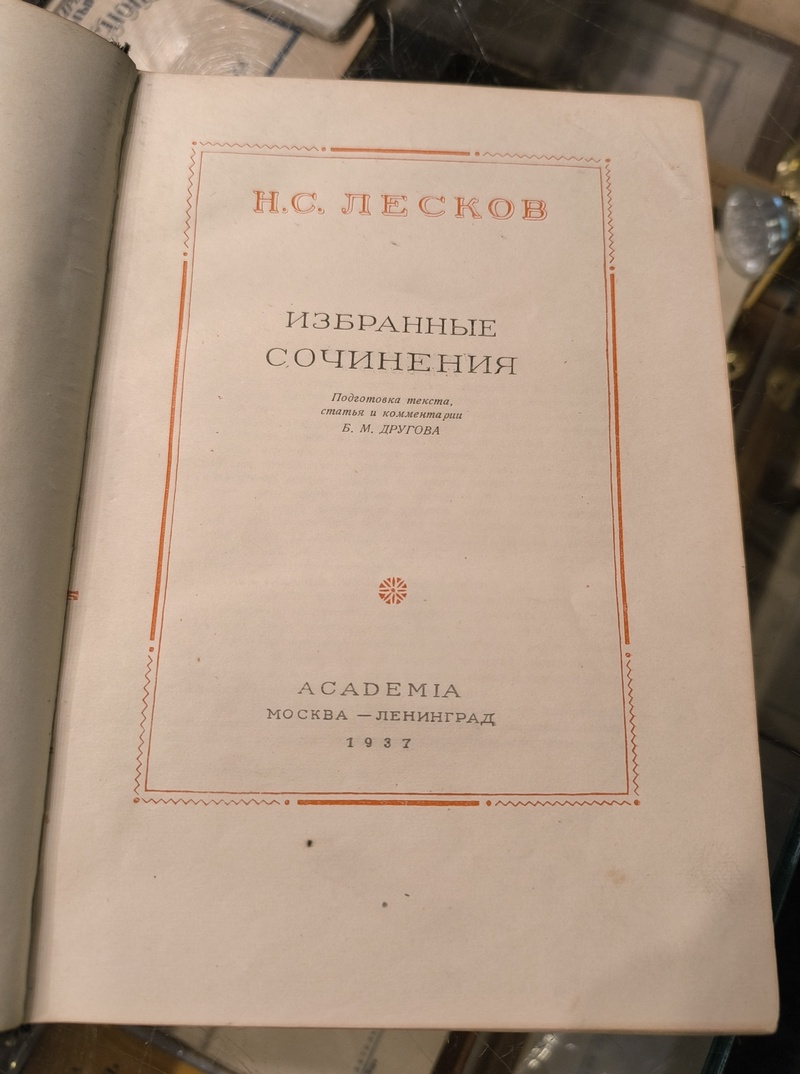 Н.С. ЛЕСКОВ
ИЗБРАННЫЕ
СОЧИНЕНИЯ
Подготовка текста,
статья и комментарии
Б. М. ДРУГОВА
ACADEMIA
МОСКВА — ЛЕНИНГРАД
1937